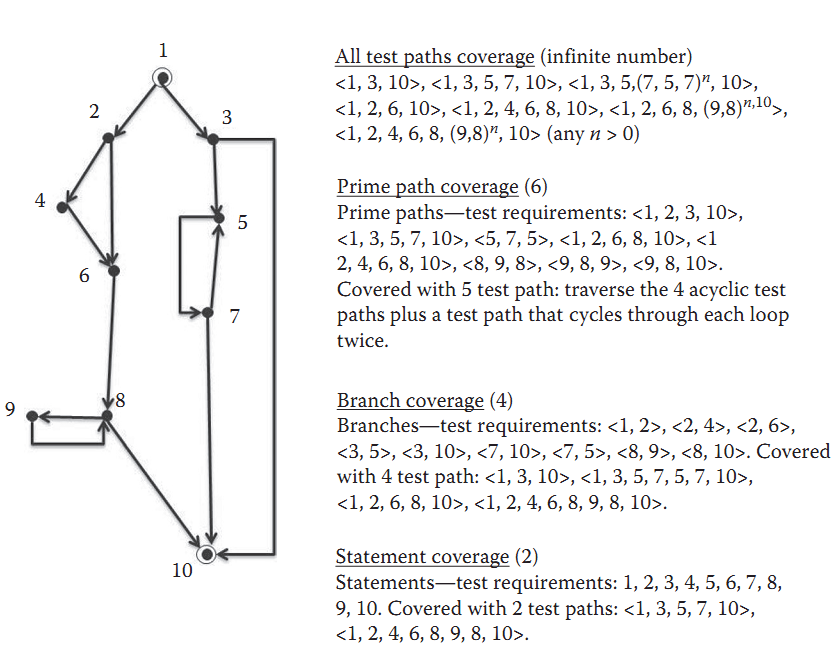 1
2
3
4
5
6
7
8
9
10
All test paths coverage (infinite number)
<1, 3, 10>, <1, 3, 5, 7, 10>, <1, 3, 5,(7, 5, 7)ⁿ, 10>,
<1, 2, 6, 10>, <1, 2, 4, 6, 8, 10>, <1, 2, 6, 8, (9,8)ⁿ,¹⁰>,
<1, 2, 4, 6, 8, (9,8)ⁿ, 10> (any n > 0)
Prime path coverage (6)
Prime paths—test requirements: <1, 2, 3, 10>,
<1, 3, 5, 7, 10>, <5, 7, 5>, <1, 2, 6, 8, 10>, <1
2, 4, 6, 8, 10>, <8, 9, 8>, <9, 8, 9>, <9, 8, 10>.
Covered with 5 test path: traverse the 4 acyclic test
paths plus a test path that cycles through each loop
twice.
Branch coverage (4)
Branches—test requirements: <1, 2>, <2, 4>, <2, 6>,
<3, 5>, <3, 10>, <7, 10>, <7, 5>, <8, 9>, <8, 10>. Covered
with 4 test path: <1, 3, 10>, <1, 3, 5, 7, 5, 7, 10>,
<1, 2, 6, 8, 10>, <1, 2, 4, 6, 8, 9, 8, 10>.
Statement coverage (2)
Statements—test requirements: 1, 2, 3, 4, 5, 6, 7, 8,
9, 10. Covered with 2 test paths: <1, 3, 5, 7, 10>,
<1, 2, 4, 6, 8, 9, 8, 10>.